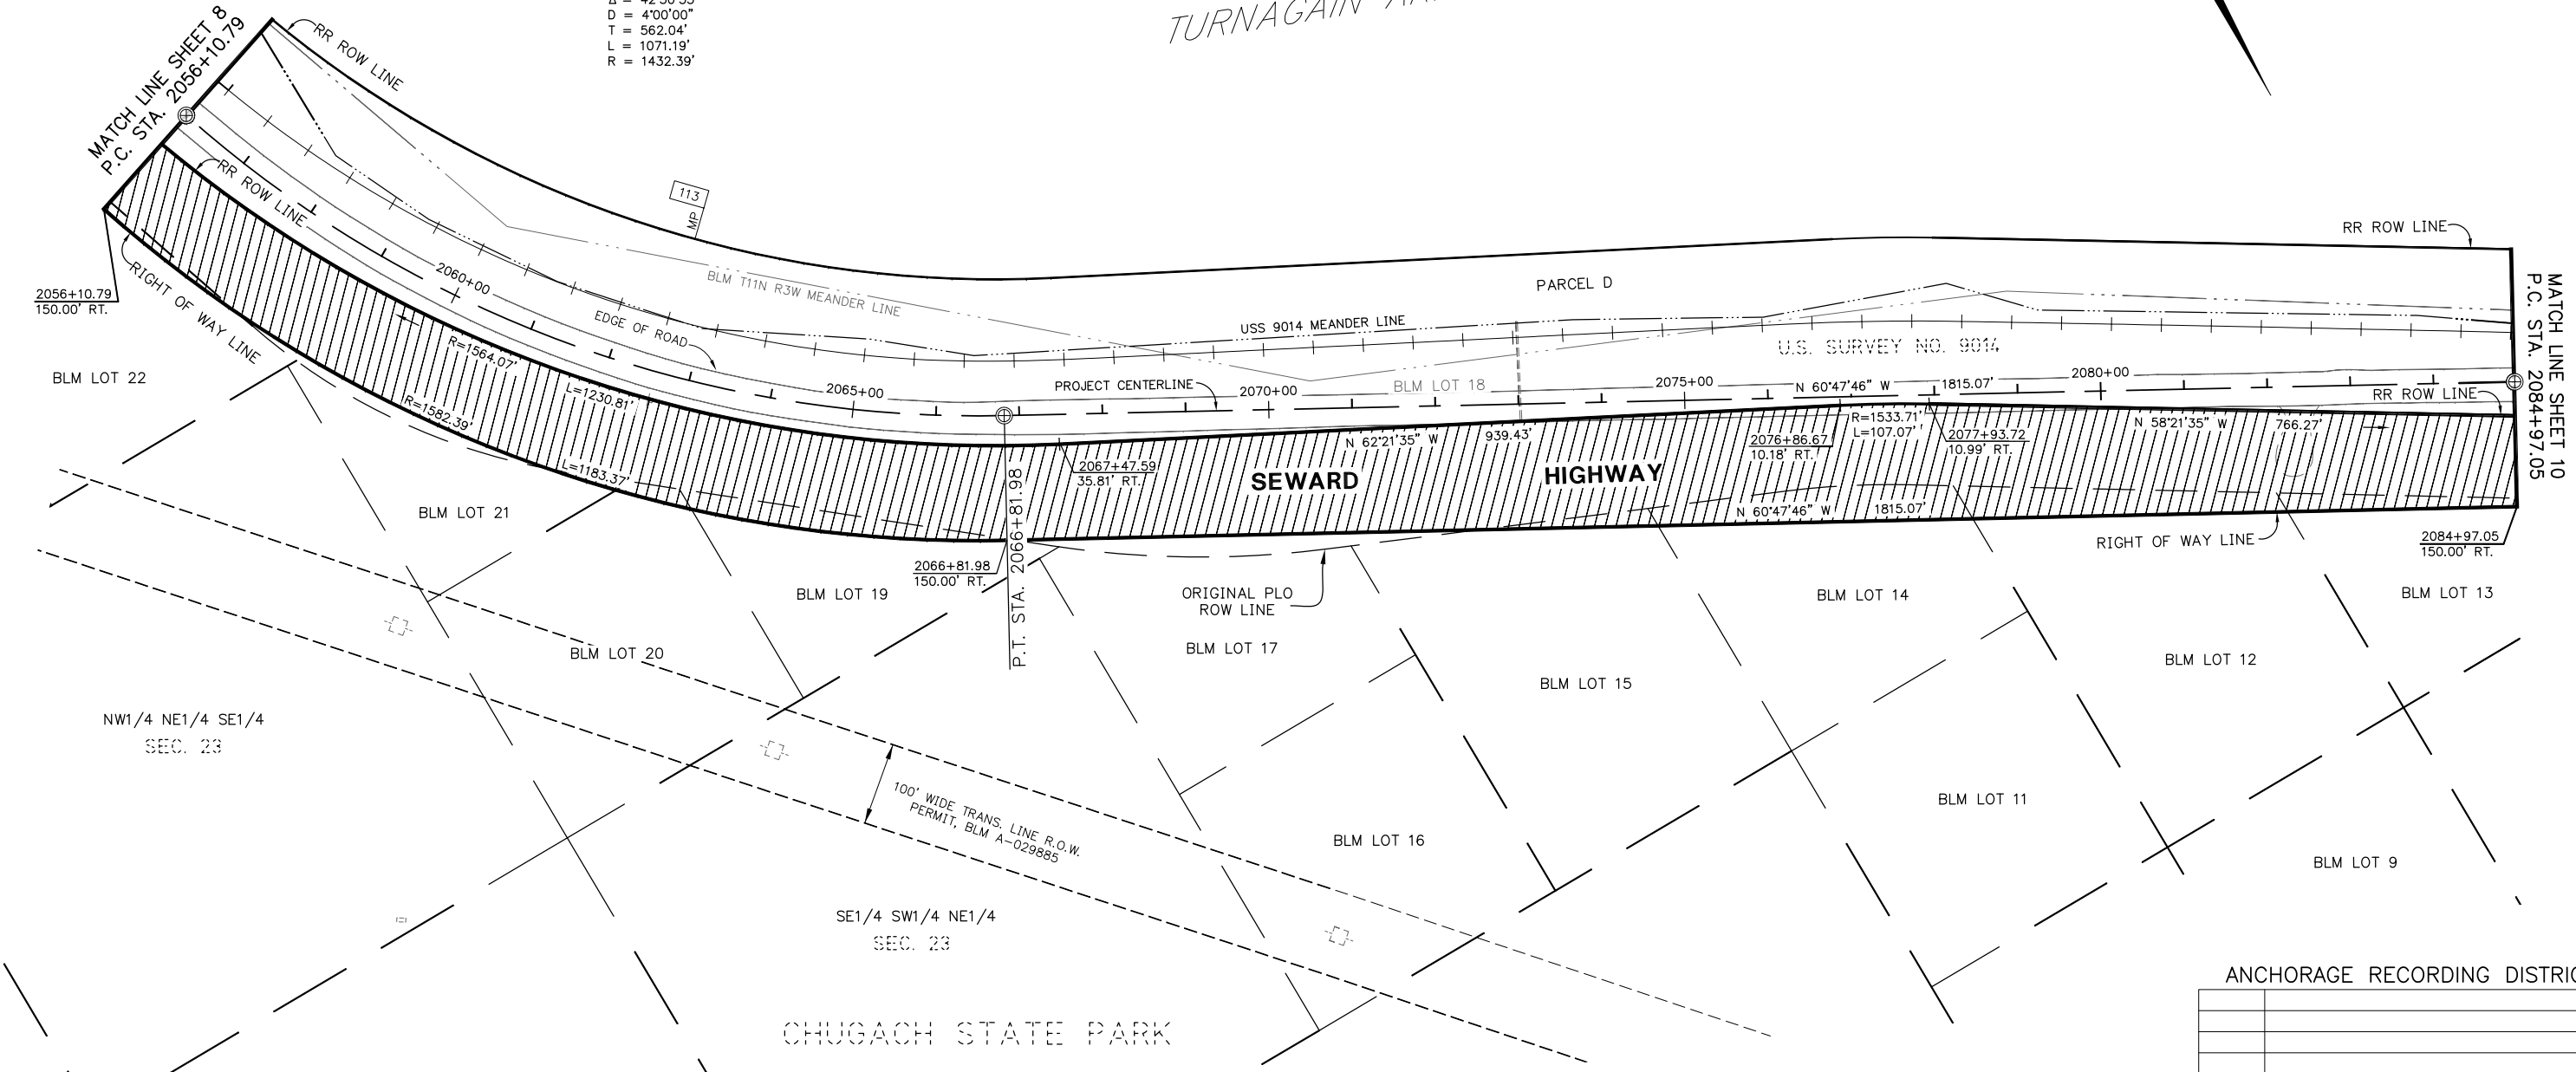 D = 4°00'00"
T = 562.04'
L = 1071.19'
R = 1432.39'
TURNAGAIN
MATCH LINE SHEET 8
P.C. STA. 2056+10.79
RR ROW LINE
RR ROW LINE
113
MP
2056+10.79
150.00' RT.
RIGHT OF WAY LINE
2060+00
BLM T11N R3W MEANDER LINE
EDGE OF ROAD
R=1564.07'
L=1230.81'
R=1582.39'
L=1183.37'
2065+00
PROJECT CENTERLINE
2070+00
USS 9014 MEANDER LINE
BLM LOT 18
PARCEL D
U.S. SURVEY NO. 9014
2075+00
N 60°47'46" W
1815.07'
2080+00
RR ROW LINE
RR ROW LINE
MATCH LINE SHEET 10
P.C. STA. 2084+97.05
N 62°21'35" W
939.43'
2076+86.67
10.18' RT.
R=1533.71'
L=107.07'
2077+93.72
10.99' RT.
N 58°21'35" W
766.27'
2067+47.59
35.81' RT.
SEWARD
HIGHWAY
N 60°47'46" W
1815.07'
RIGHT OF WAY LINE
2084+97.05
150.00' RT.
2066+81.98
150.00' RT.
P.T. STA. 2066+81.98
ORIGINAL PLO
ROW LINE
BLM LOT 22
BLM LOT 21
BLM LOT 19
BLM LOT 20
BLM LOT 17
BLM LOT 15
BLM LOT 14
BLM LOT 13
BLM LOT 12
BLM LOT 11
BLM LOT 16
BLM LOT 9
NW1/4 NE1/4 SE1/4
SEC. 23
100' WIDE TRANS. LINE R.O.W.
PERMIT, BLM A-029885
SE1/4 SW1/4 NE1/4
SEC. 23
CHUGACH STATE PARK
ANCHORAGE RECORDING DISTRIC